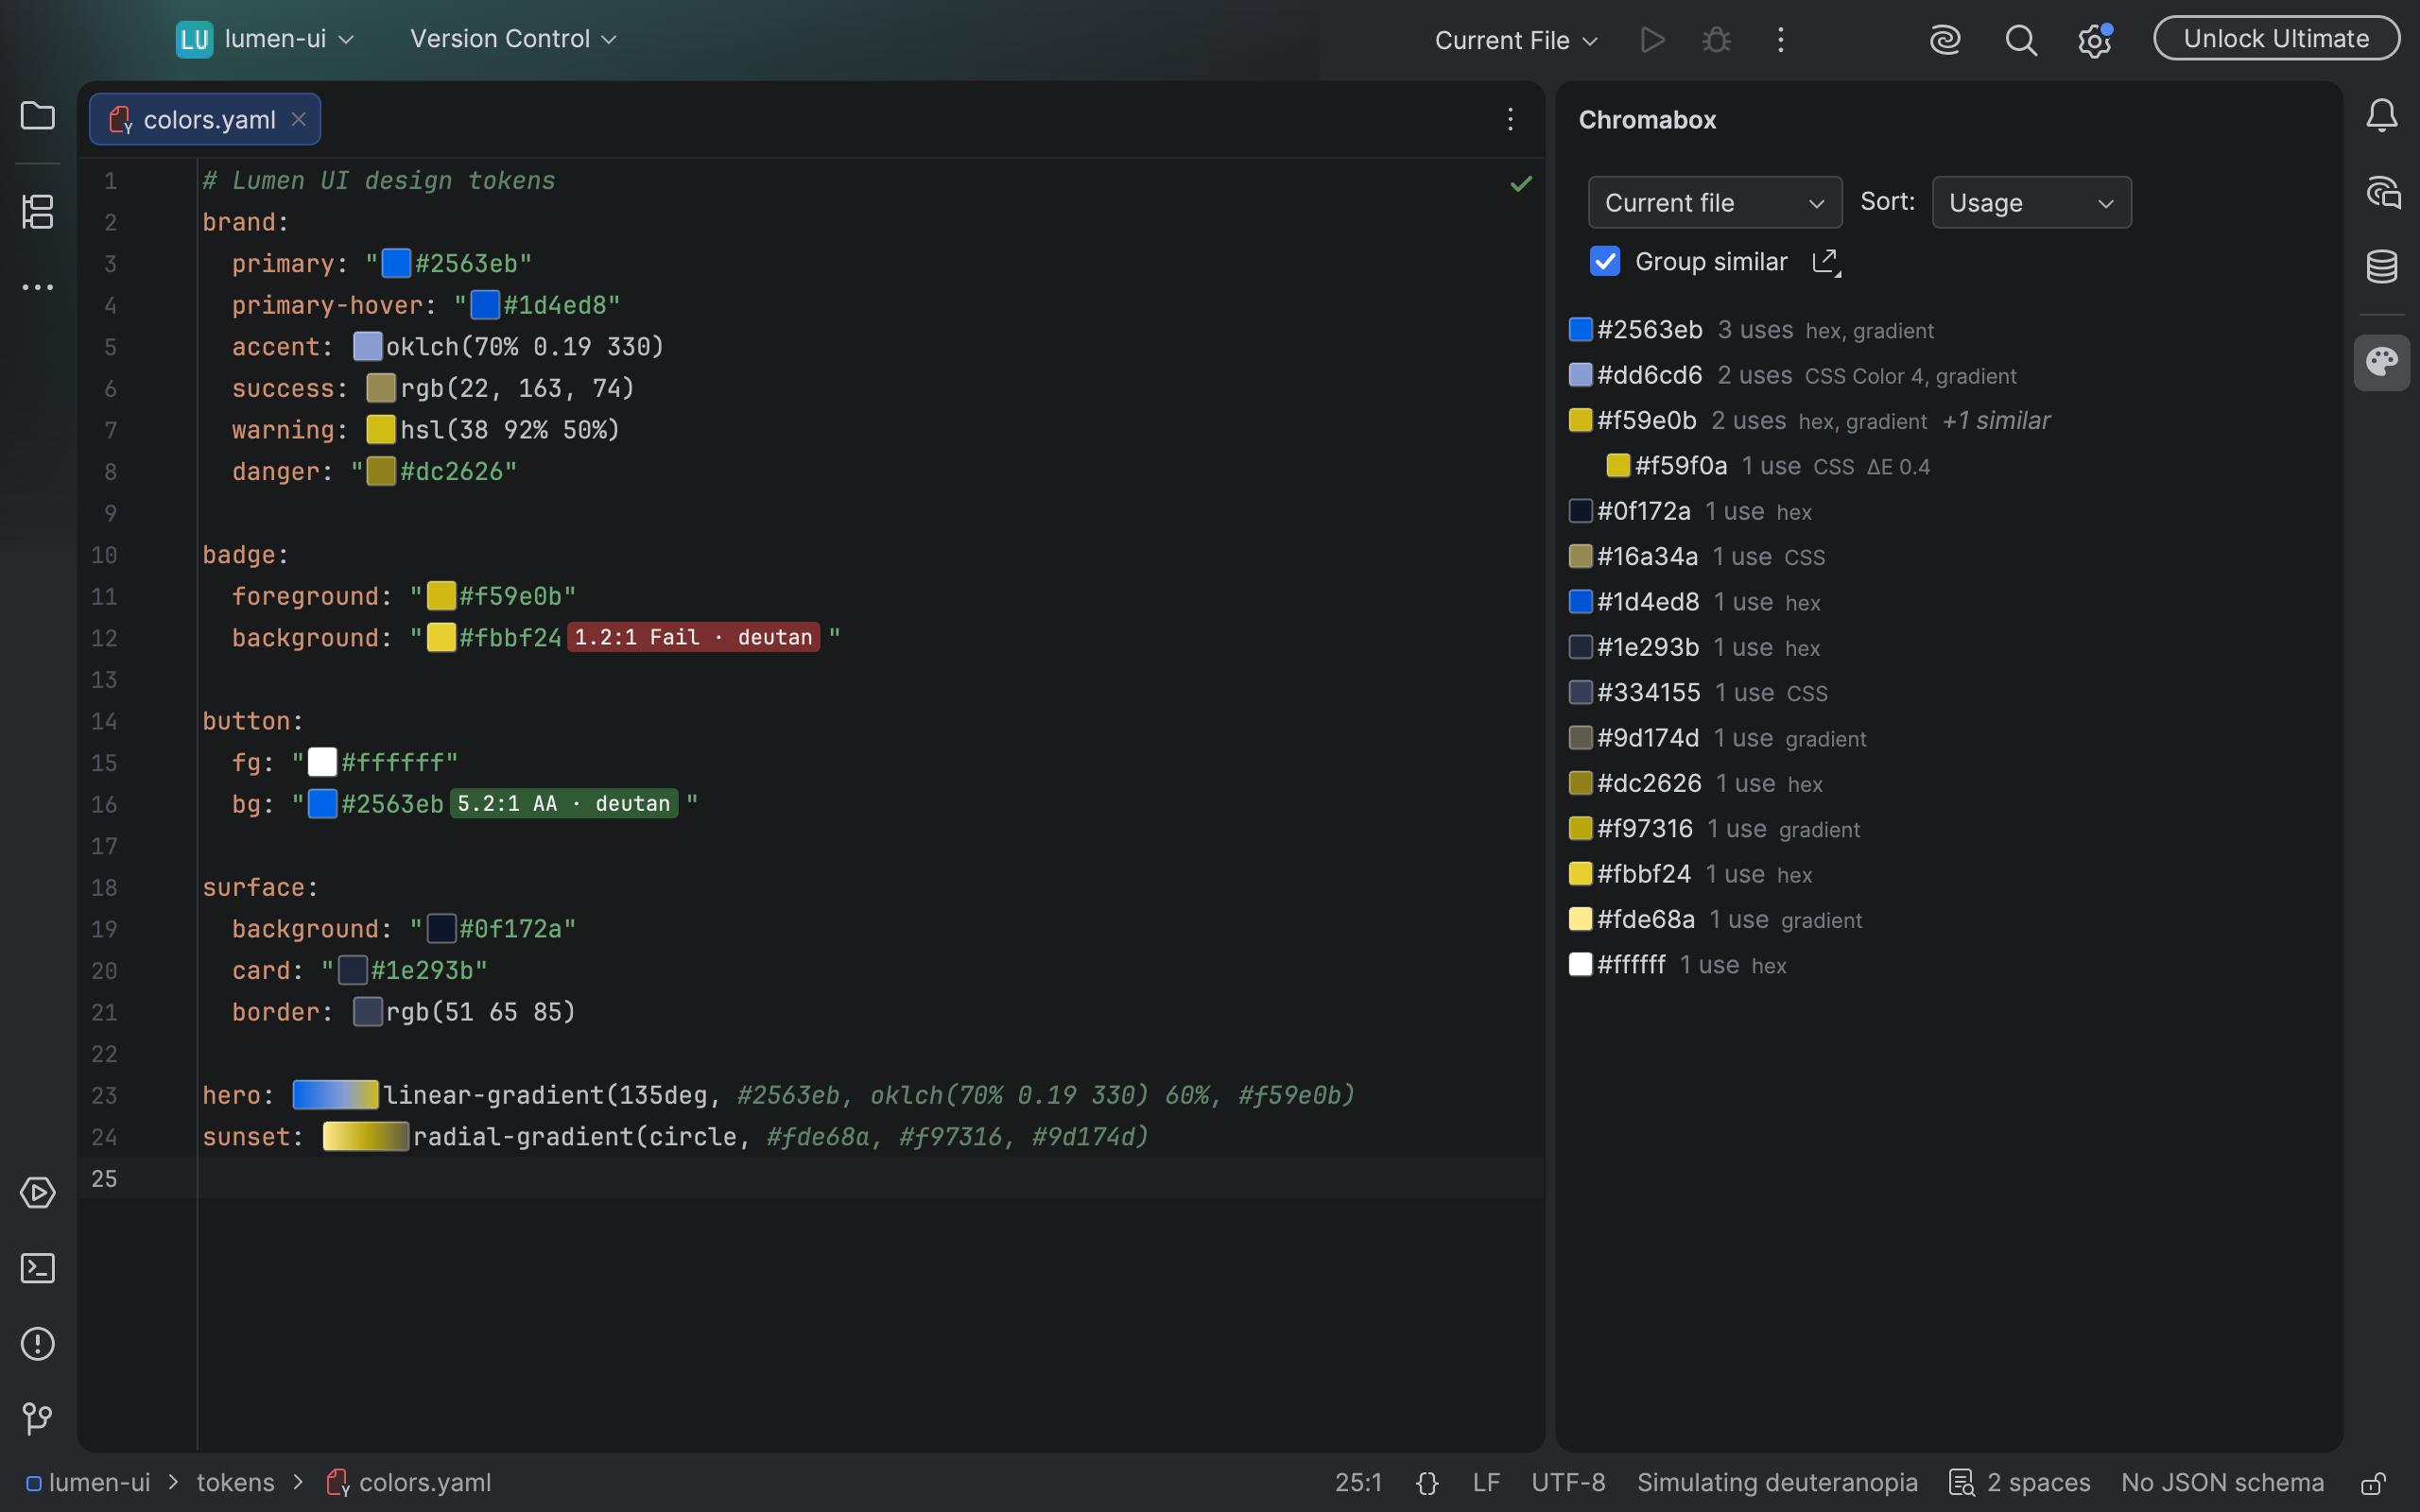 LU lumen-ui Version Control Current File Unlock Ultimate
colors.yaml
1 # Lumen UI design tokens
2 brand:
3 primary: "#2563eb"
4 primary-hover: "#1d4ed8"
5 accent: oklch(70% 0.19 330)
6 success: rgb(22, 163, 74)
7 warning: hsl(38 92% 50%)
8 danger: "#dc2626"
9
10 badge:
11 foreground: "#f59e0b"
12 background: "#fbbf24 1.2:1 Fail · deutan "
13
14 button:
15 fg: "#ffffff"
16 bg: "#2563eb 5.2:1 AA · deutan "
17
18 surface:
19 background: "#0f172a"
20 card: "#1e293b"
21 border: rgb(51 65 85)
22
23 hero: linear-gradient(135deg, #2563eb, oklch(70% 0.19 330) 60%, #f59e0b)
24 sunset: radial-gradient(circle, #fde68a, #f97316, #9d174d)
25
Chromabox
Current file Sort: Usage
Group similar
#2563eb 3 uses hex, gradient
#dd6cd6 2 uses CSS Color 4, gradient
#f59e0b 2 uses hex, gradient +1 similar
#f59f0a 1 use CSS ΔE 0.4
#0f172a 1 use hex
#16a34a 1 use CSS
#1d4ed8 1 use hex
#1e293b 1 use hex
#334155 1 use CSS
#9d174d 1 use gradient
#dc2626 1 use hex
#f97316 1 use gradient
#fbbf24 1 use hex
#fde68a 1 use gradient
#ffffff 1 use hex
lumen-ui > tokens > colors.yaml 25:1 {} LF UTF-8 Simulating deuteranopia 2 spaces No JSON schema